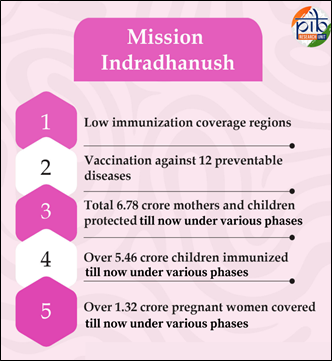 pib
RESEARCH UNIT
Mission
Indradhanush
1
Low immunization coverage regions
2
Vaccination against 12 preventable
diseases
3
Total 6.78 crore mothers and children
protected till now under various phases
4
Over 5.46 crore children immunized
till now under various phases
5
Over 1.32 crore pregnant women covered
till now under various phases